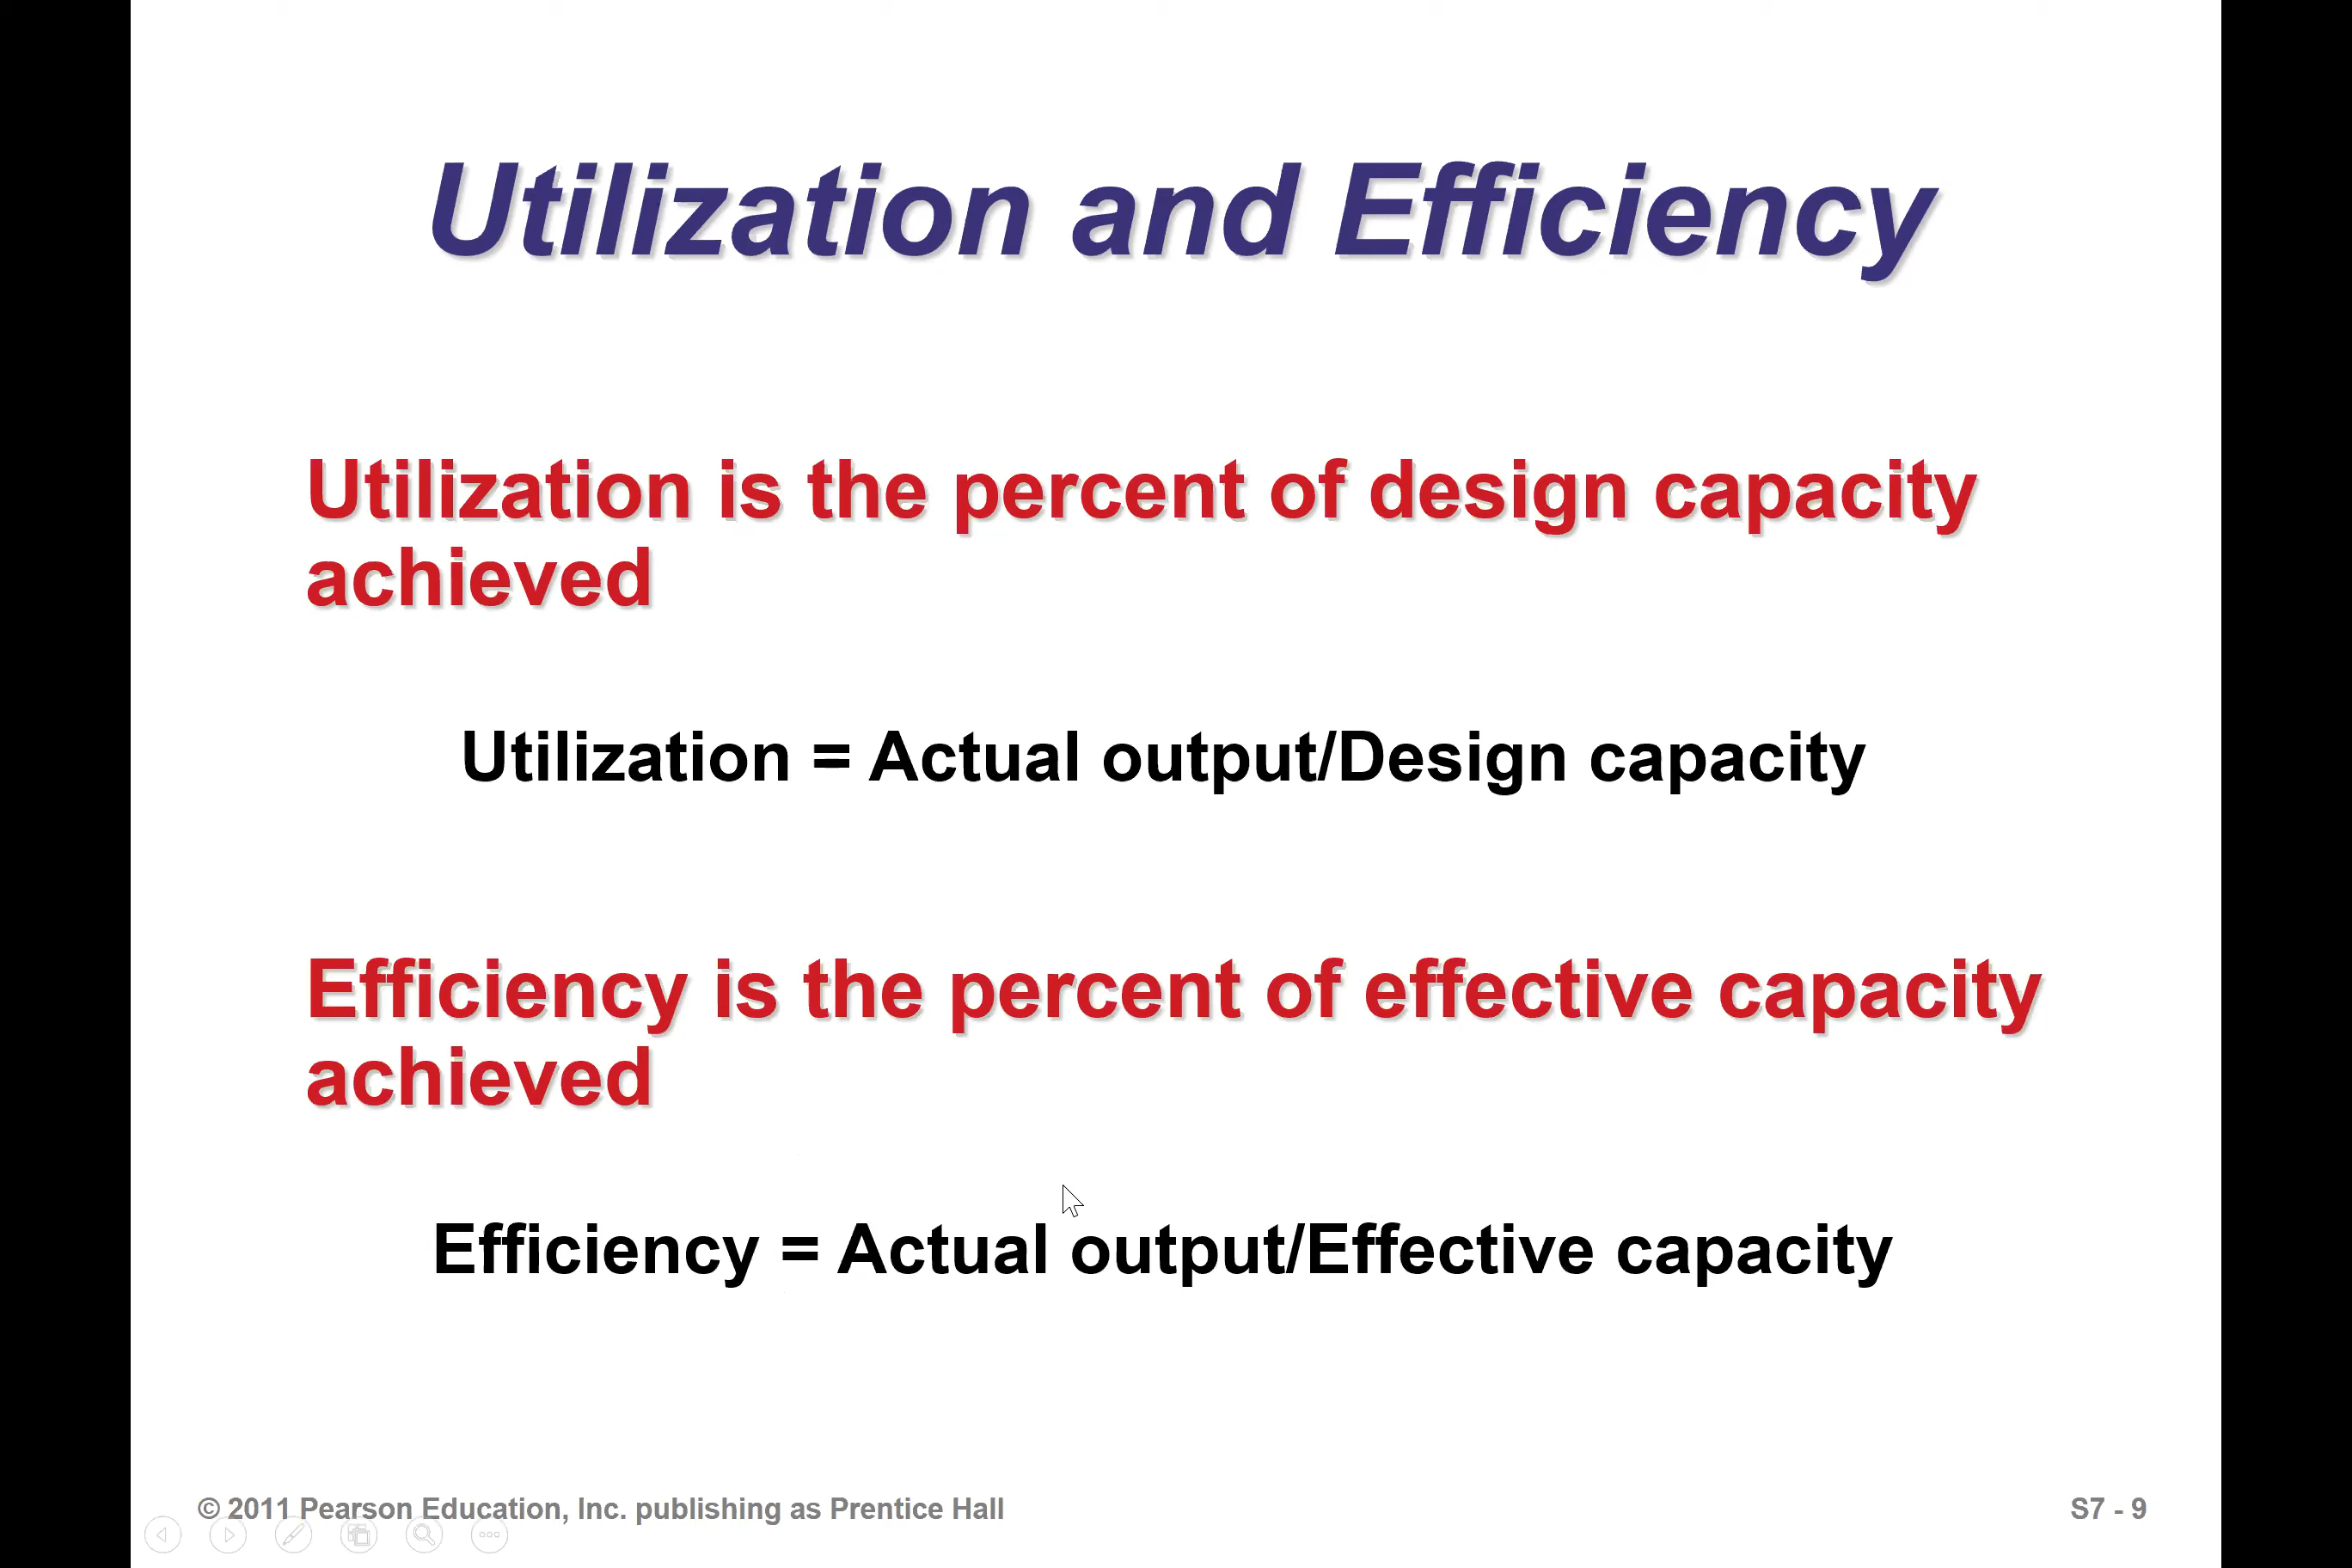 Utilization and Efficiency
Utilization is the percent of design capacity
achieved
Utilization = Actual output/Design capacity
Efficiency is the percent of effective capacity
achieved
Efficiency = Actual output/Effective capacity
© 2011 Pearson Education, Inc. publishing as Prentice Hall
S7 - 9